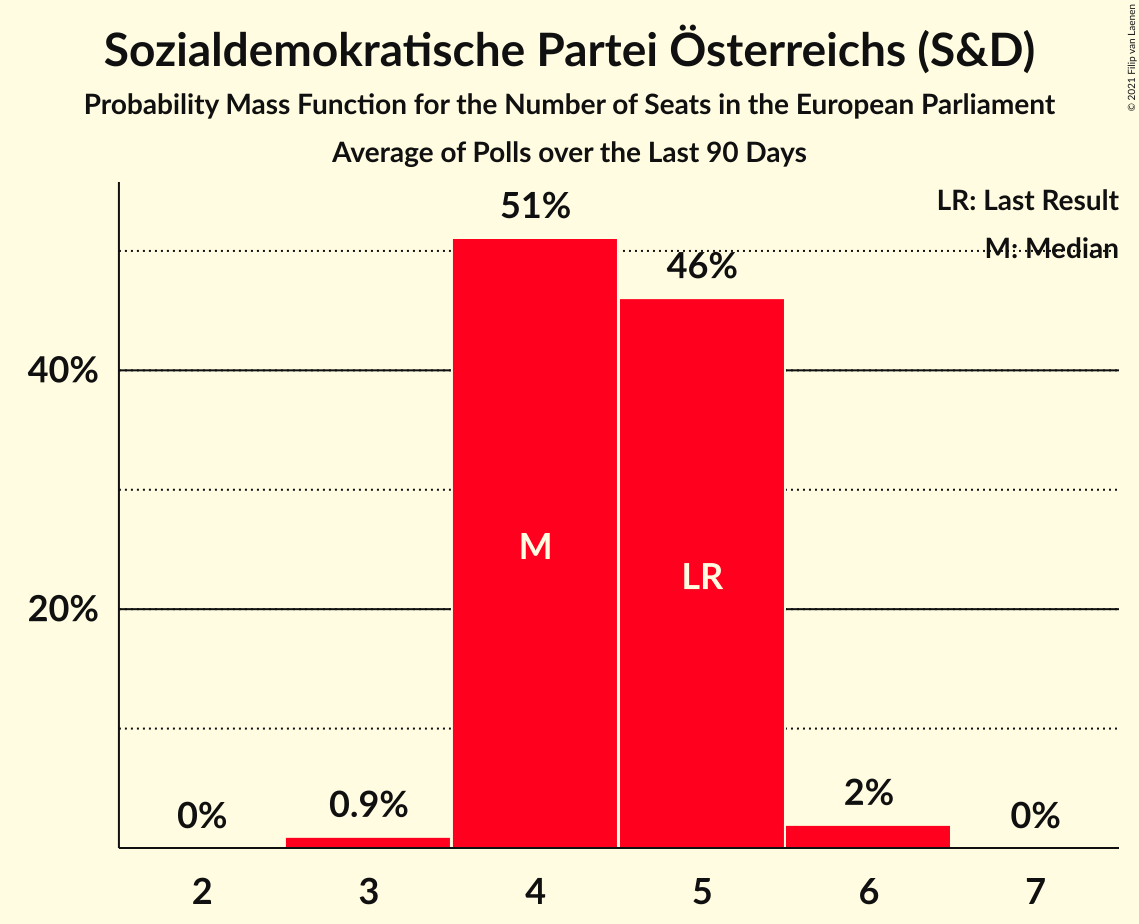 Sozialdemokratische Partei Österreichs (S&D)
Probability Mass Function for the Number of Seats in the European Parliament
Average of Polls over the Last 90 Days
© 2021 Filip van Laenen
LR: Last Result
M: Median
51%
46%
40%
M
LR
20%
0%
0.9%
2%
0%
2 3 4 5 6 7